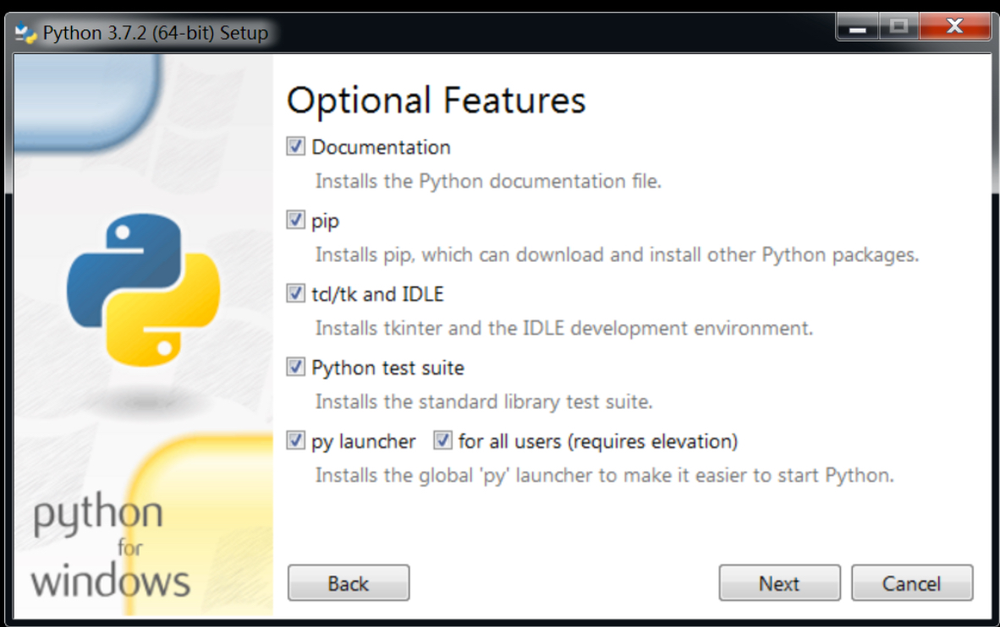 Python 3.7.2 (64-bit) Setup
Optional Features
Documentation
Installs the Python documentation file.
pip
Installs pip, which can download and install other Python packages.
tcl/tk and IDLE
Installs tkinter and the IDLE development environment.
Python test suite
Installs the standard library test suite.
py launcher for all users (requires elevation)
Installs the global 'py' launcher to make it easier to start Python.
python
for
windows
Back Next Cancel